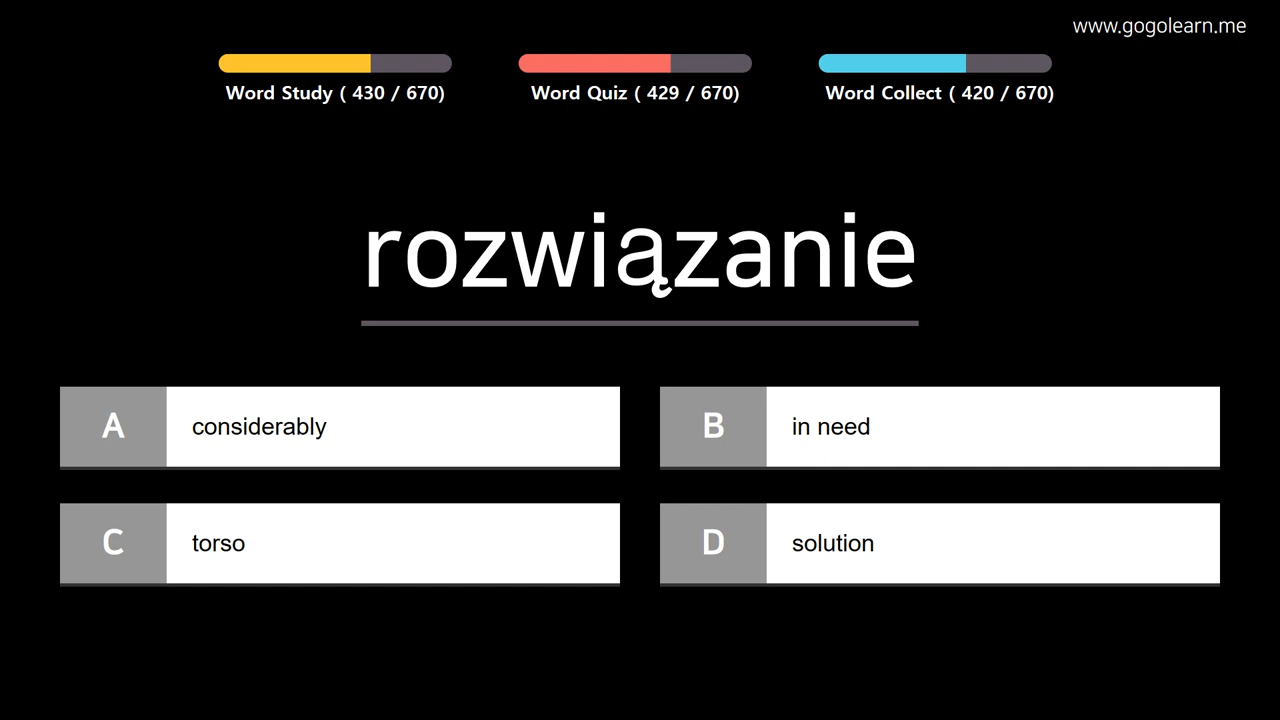 www.gogolearn.me
Word Study ( 430 / 670)
Word Quiz ( 429 / 670)
Word Collect ( 420 / 670)
rozwiązanie
A considerably
B in need
C torso
D solution